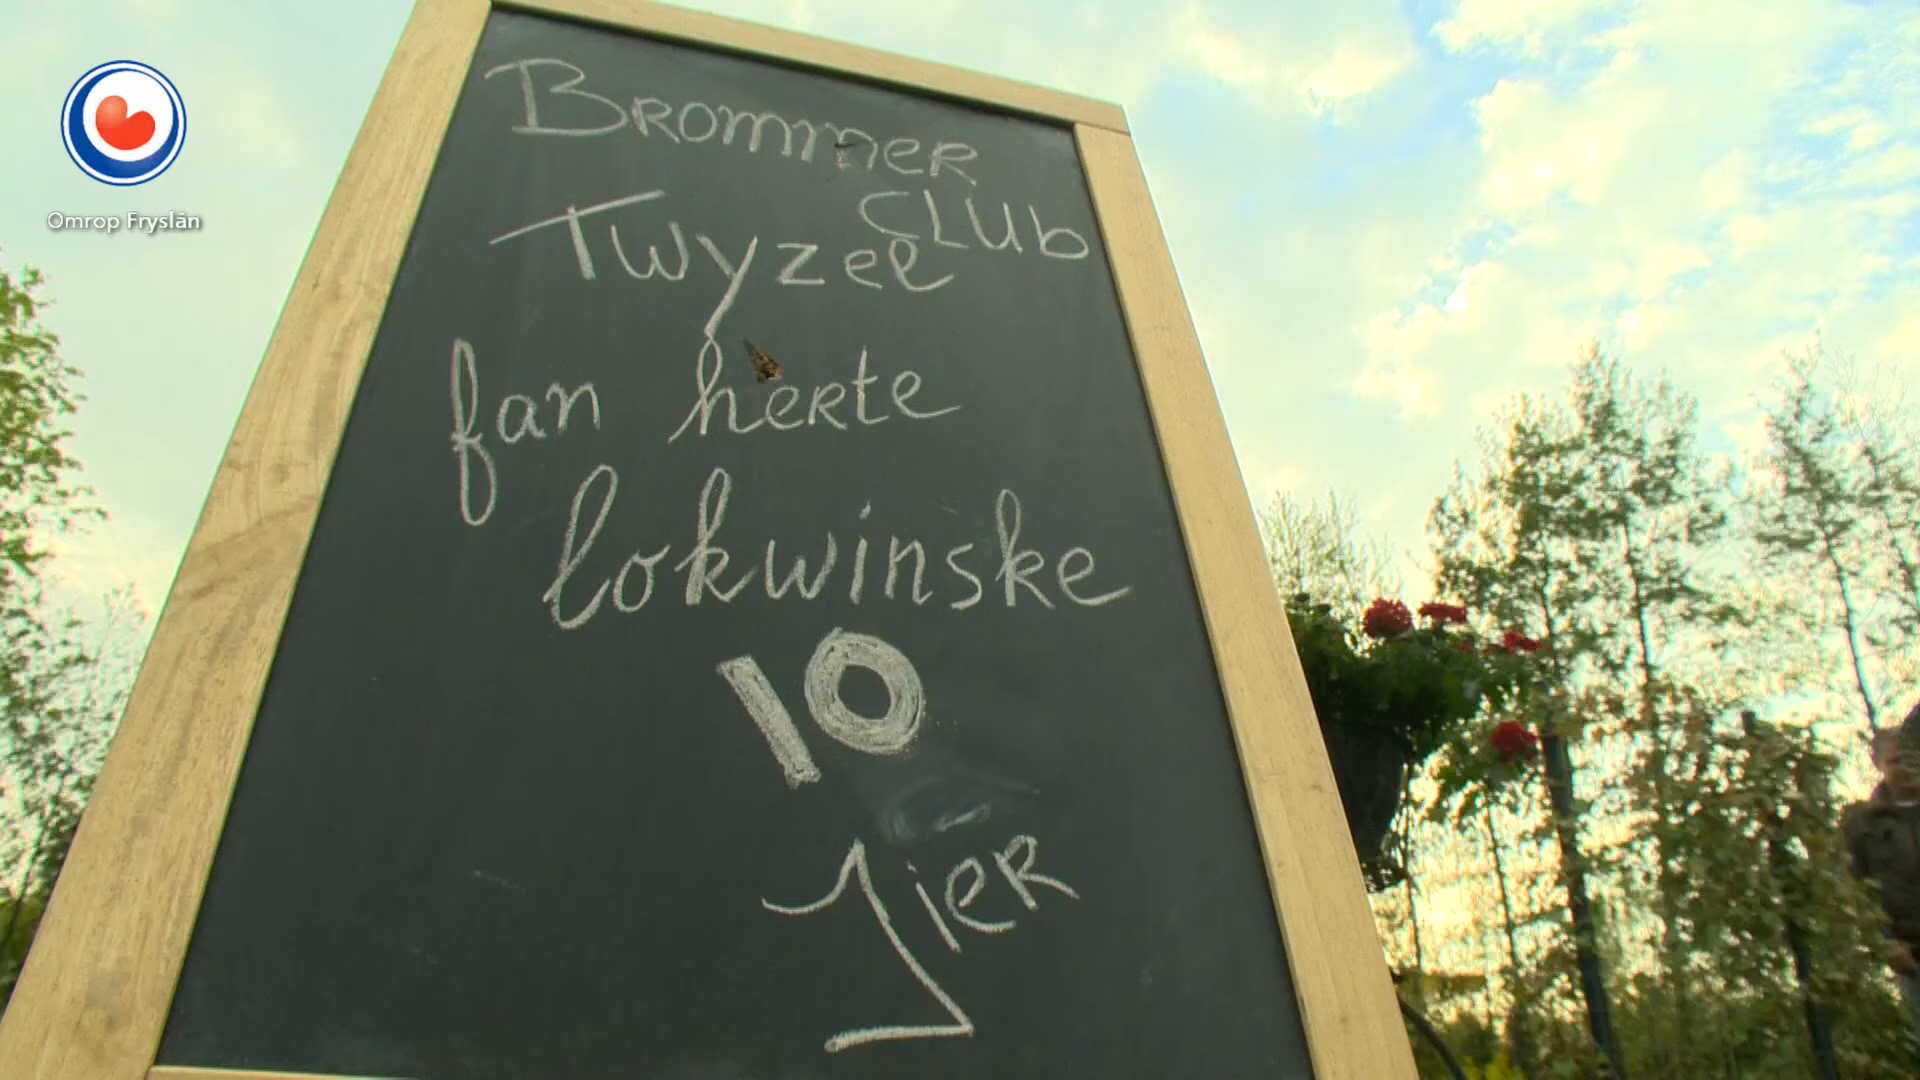 Omrop Fryslân
BROMMER
CLUB
TWYZEL
fan herte
lokwinske
10
JIER